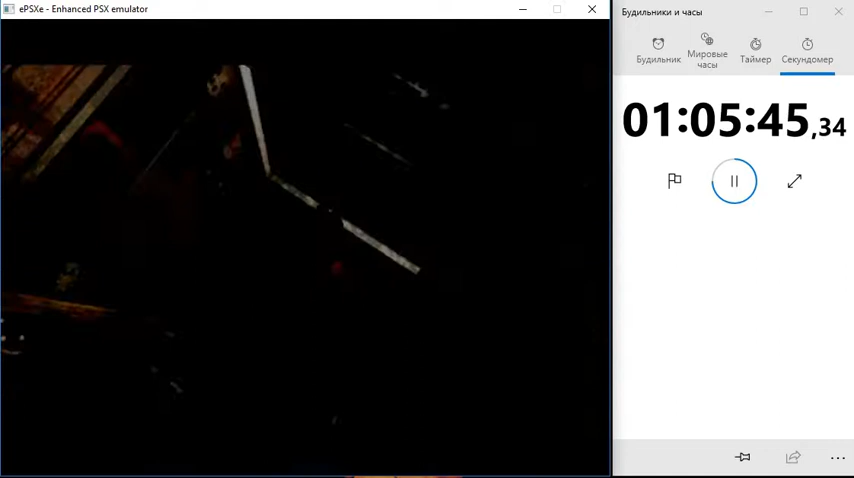 ePSXe - Enhanced PSX emulator
Будильники и часы
Будильник
Мировые
часы
Таймер
Секундомер
01:05:45,34